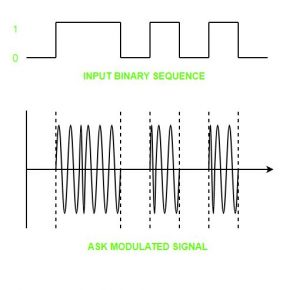 1
0
INPUT BINARY SEQUENCE
ASK MODULATED SIGNAL